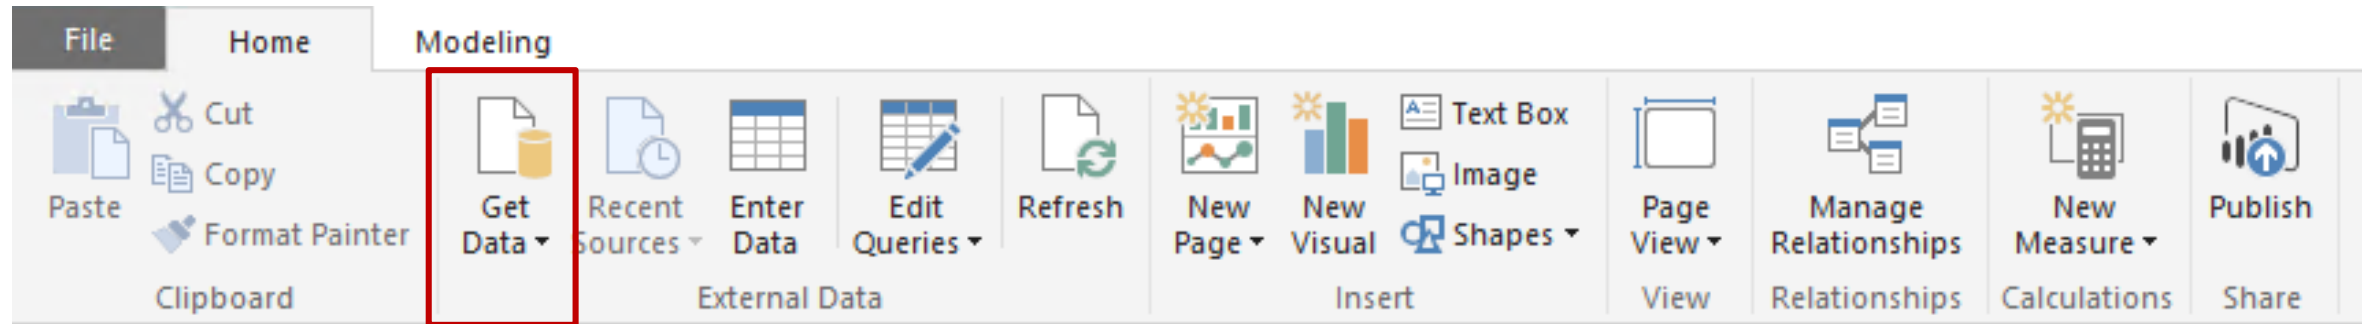 File
Home
Modeling
Paste
Cut
Copy
Format Painter
Clipboard
Get
Data
Recent
Sources
Enter
Data
Edit
Queries
Refresh
External Data
New
Page
New
Visual
Text Box
Image
Shapes
Insert
Page
View
View
Manage
Relationships
Relationships
New
Measure
Calculations
Publish
Share